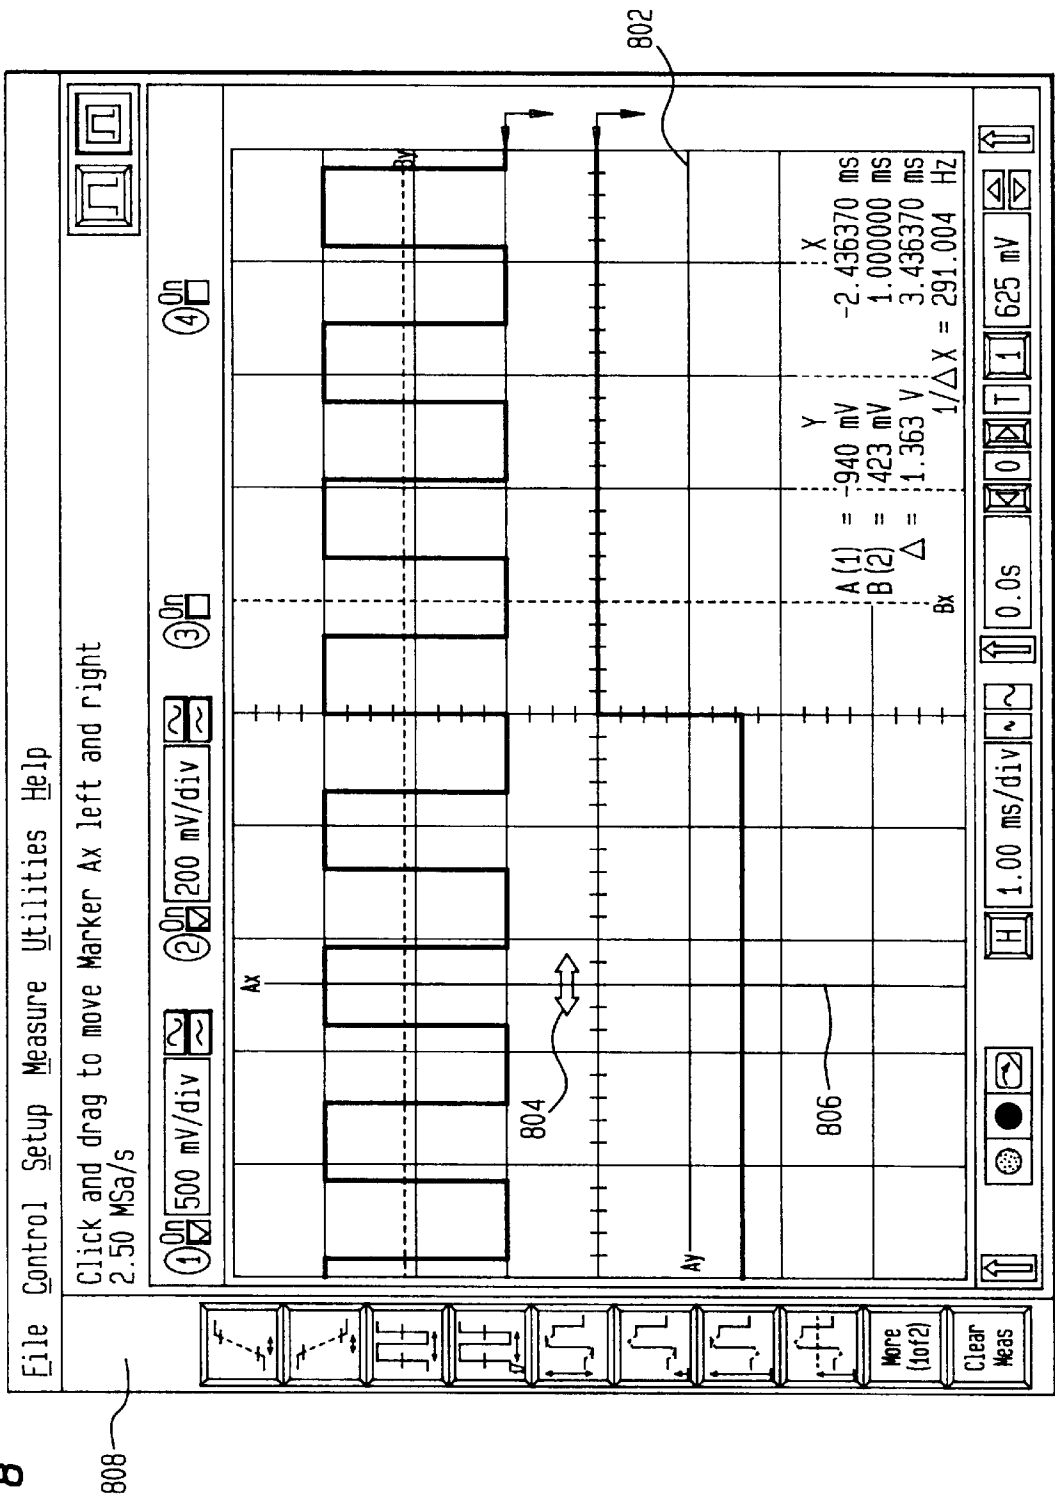 8
808
File Control Setup Measure Utilities Help
Click and drag to move Marker Ax left and right
2.50 MSa/s
1 On 500 mV/div
2 On 200 mV/div
3 On
4 On
Ax
By
802
804
806
Ay
Bx
Y X
A(1) = -940 mV -2.436370 ms
B(2) = 423 mV 1.000000 ms
△ = 1.363 V 3.436370 ms
1/△X = 291.004 Hz
More
(1of2)
Clear
Meas
H 1.00 ms/div 0.0s 0 T 1 625 mV